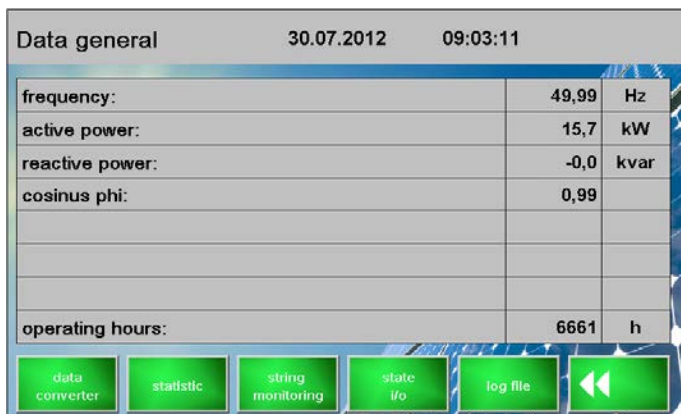 Data general 30.07.2012 09:03:11
frequency: 49,99 Hz
active power: 15,7 kW
reactive power: -0,0 kvar
cosinus phi: 0,99
operating hours: 6661 h
data converter statistic string monitoring state i/o log file